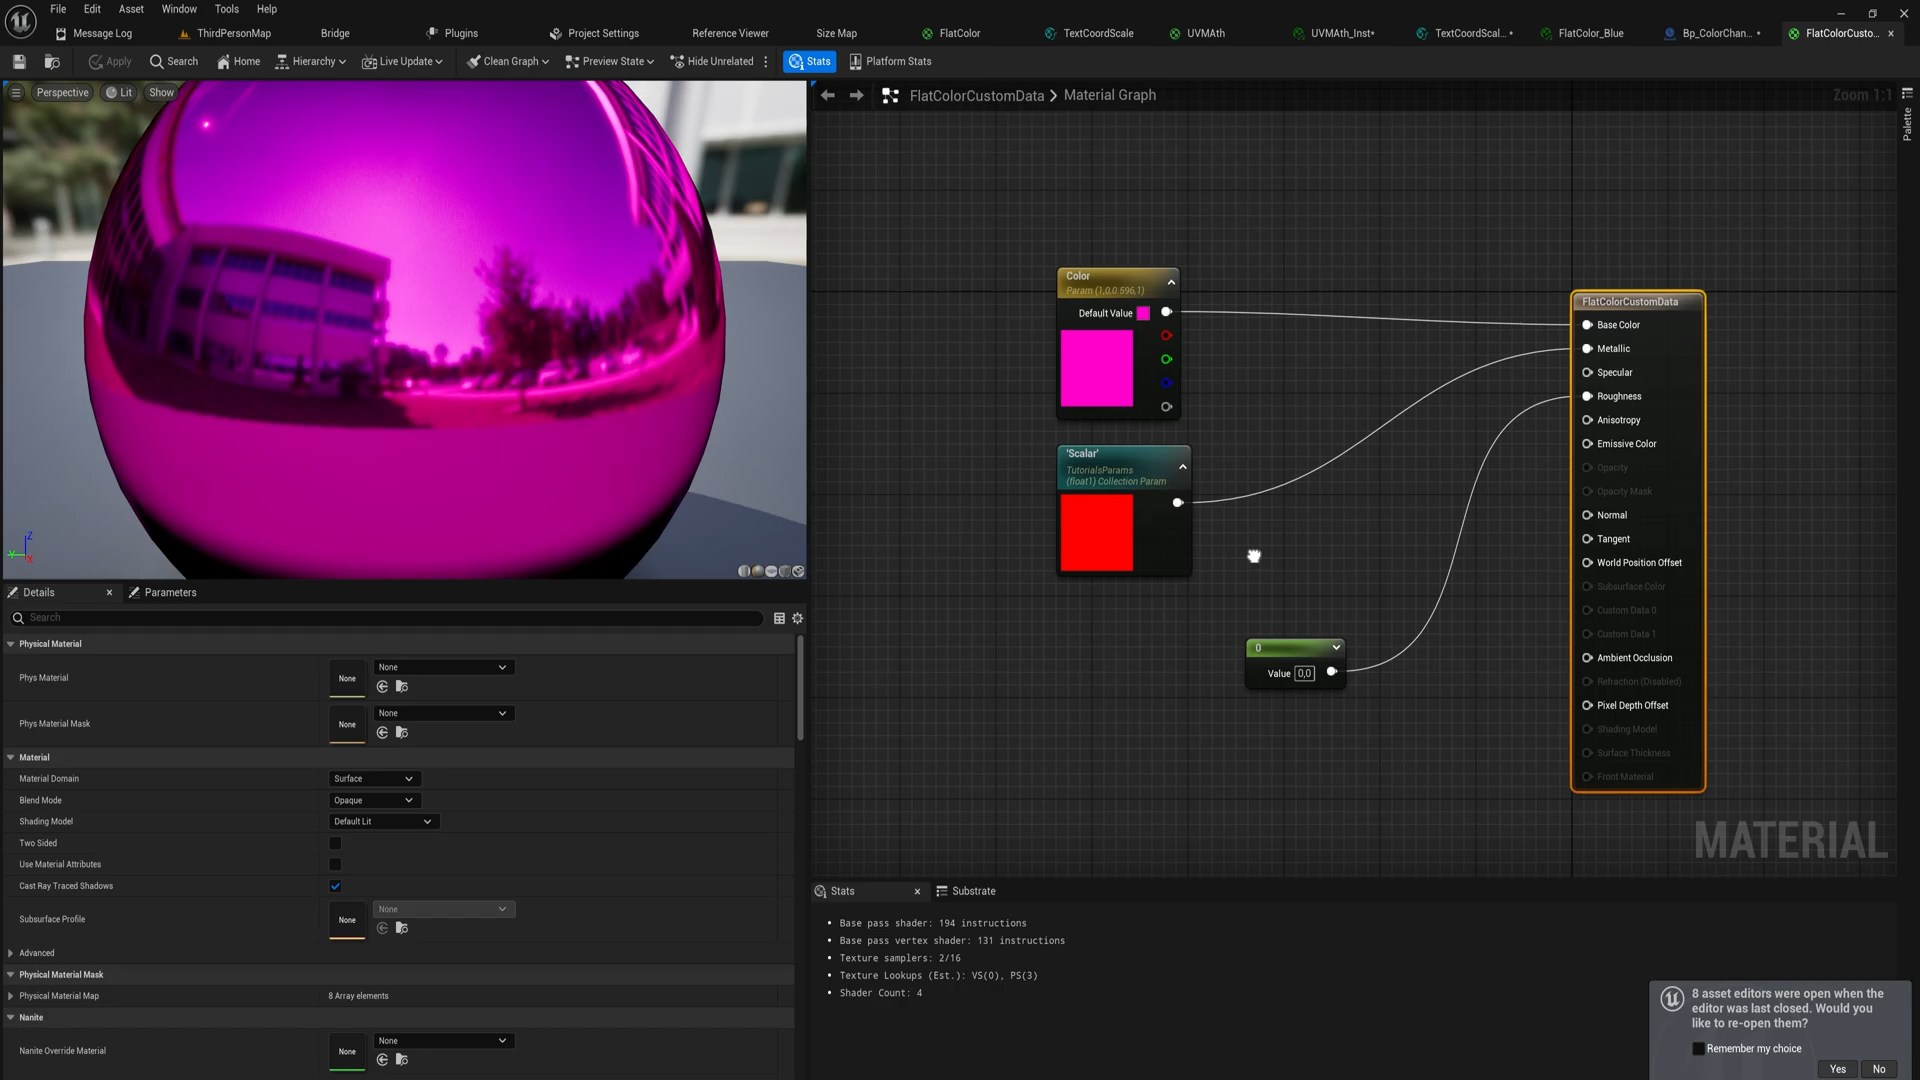 File Edit Asset Window Tools Help
Message Log ThirdPersonMap Bridge Plugins Project Settings Reference Viewer Size Map FlatColor TextCoordScale UVMAth UVMAth_Inst* TextCoordScal... * FlatColor_Blue Bp_ColorChan... * FlatColorCusto... ×
Apply Search Home Hierarchy Live Update Clean Graph Preview State Hide Unrelated Stats Platform Stats
Perspective Lit Show
FlatColorCustomData > Material Graph
Zoom 1:1
Palette
Color
Param (1,0,0.596,1)
Default Value
'Scalar'
TutorialsParams
(float1) Collection Param
0
Value 0,0
FlatColorCustomData
Base Color
Metallic
Specular
Roughness
Anisotropy
Emissive Color
Opacity
Opacity Mask
Normal
Tangent
World Position Offset
Subsurface Color
Custom Data 0
Custom Data 1
Ambient Occlusion
Refraction (Disabled)
Pixel Depth Offset
Shading Model
Surface Thickness
Front Material
MATERIAL
Z
Y
X
Details × Parameters
Search
Physical Material
Phys Material None None
Phys Material Mask None None
Material
Material Domain Surface
Blend Mode Opaque
Shading Model Default Lit
Two Sided
Use Material Attributes
Cast Ray Traced Shadows
Subsurface Profile None None
Advanced
Physical Material Mask
Physical Material Map 8 Array elements
Nanite
Nanite Override Material None None
Stats × Substrate
• Base pass shader: 194 instructions
• Base pass vertex shader: 131 instructions
• Texture samplers: 2/16
• Texture Lookups (Est.): VS(0), PS(3)
• Shader Count: 4
8 asset editors were open when the
editor was last closed. Would you
like to re-open them?
Remember my choice
Yes No